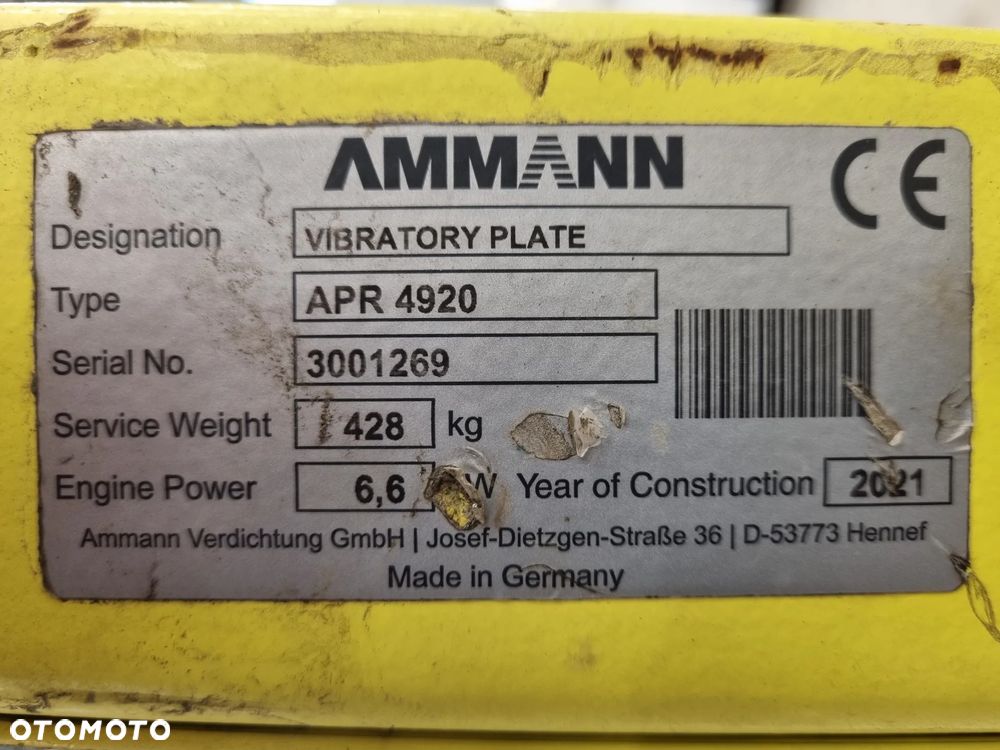 AMMANN
CE
Designation VIBRATORY PLATE
Type APR 4920
Serial No. 3001269
Service Weight 428 kg
Engine Power 6,6 W Year of Construction 2021
Ammann Verdichtung GmbH | Josef-Dietzgen-Straße 36 | D-53773 Hennef
Made in Germany
OTOMOTO